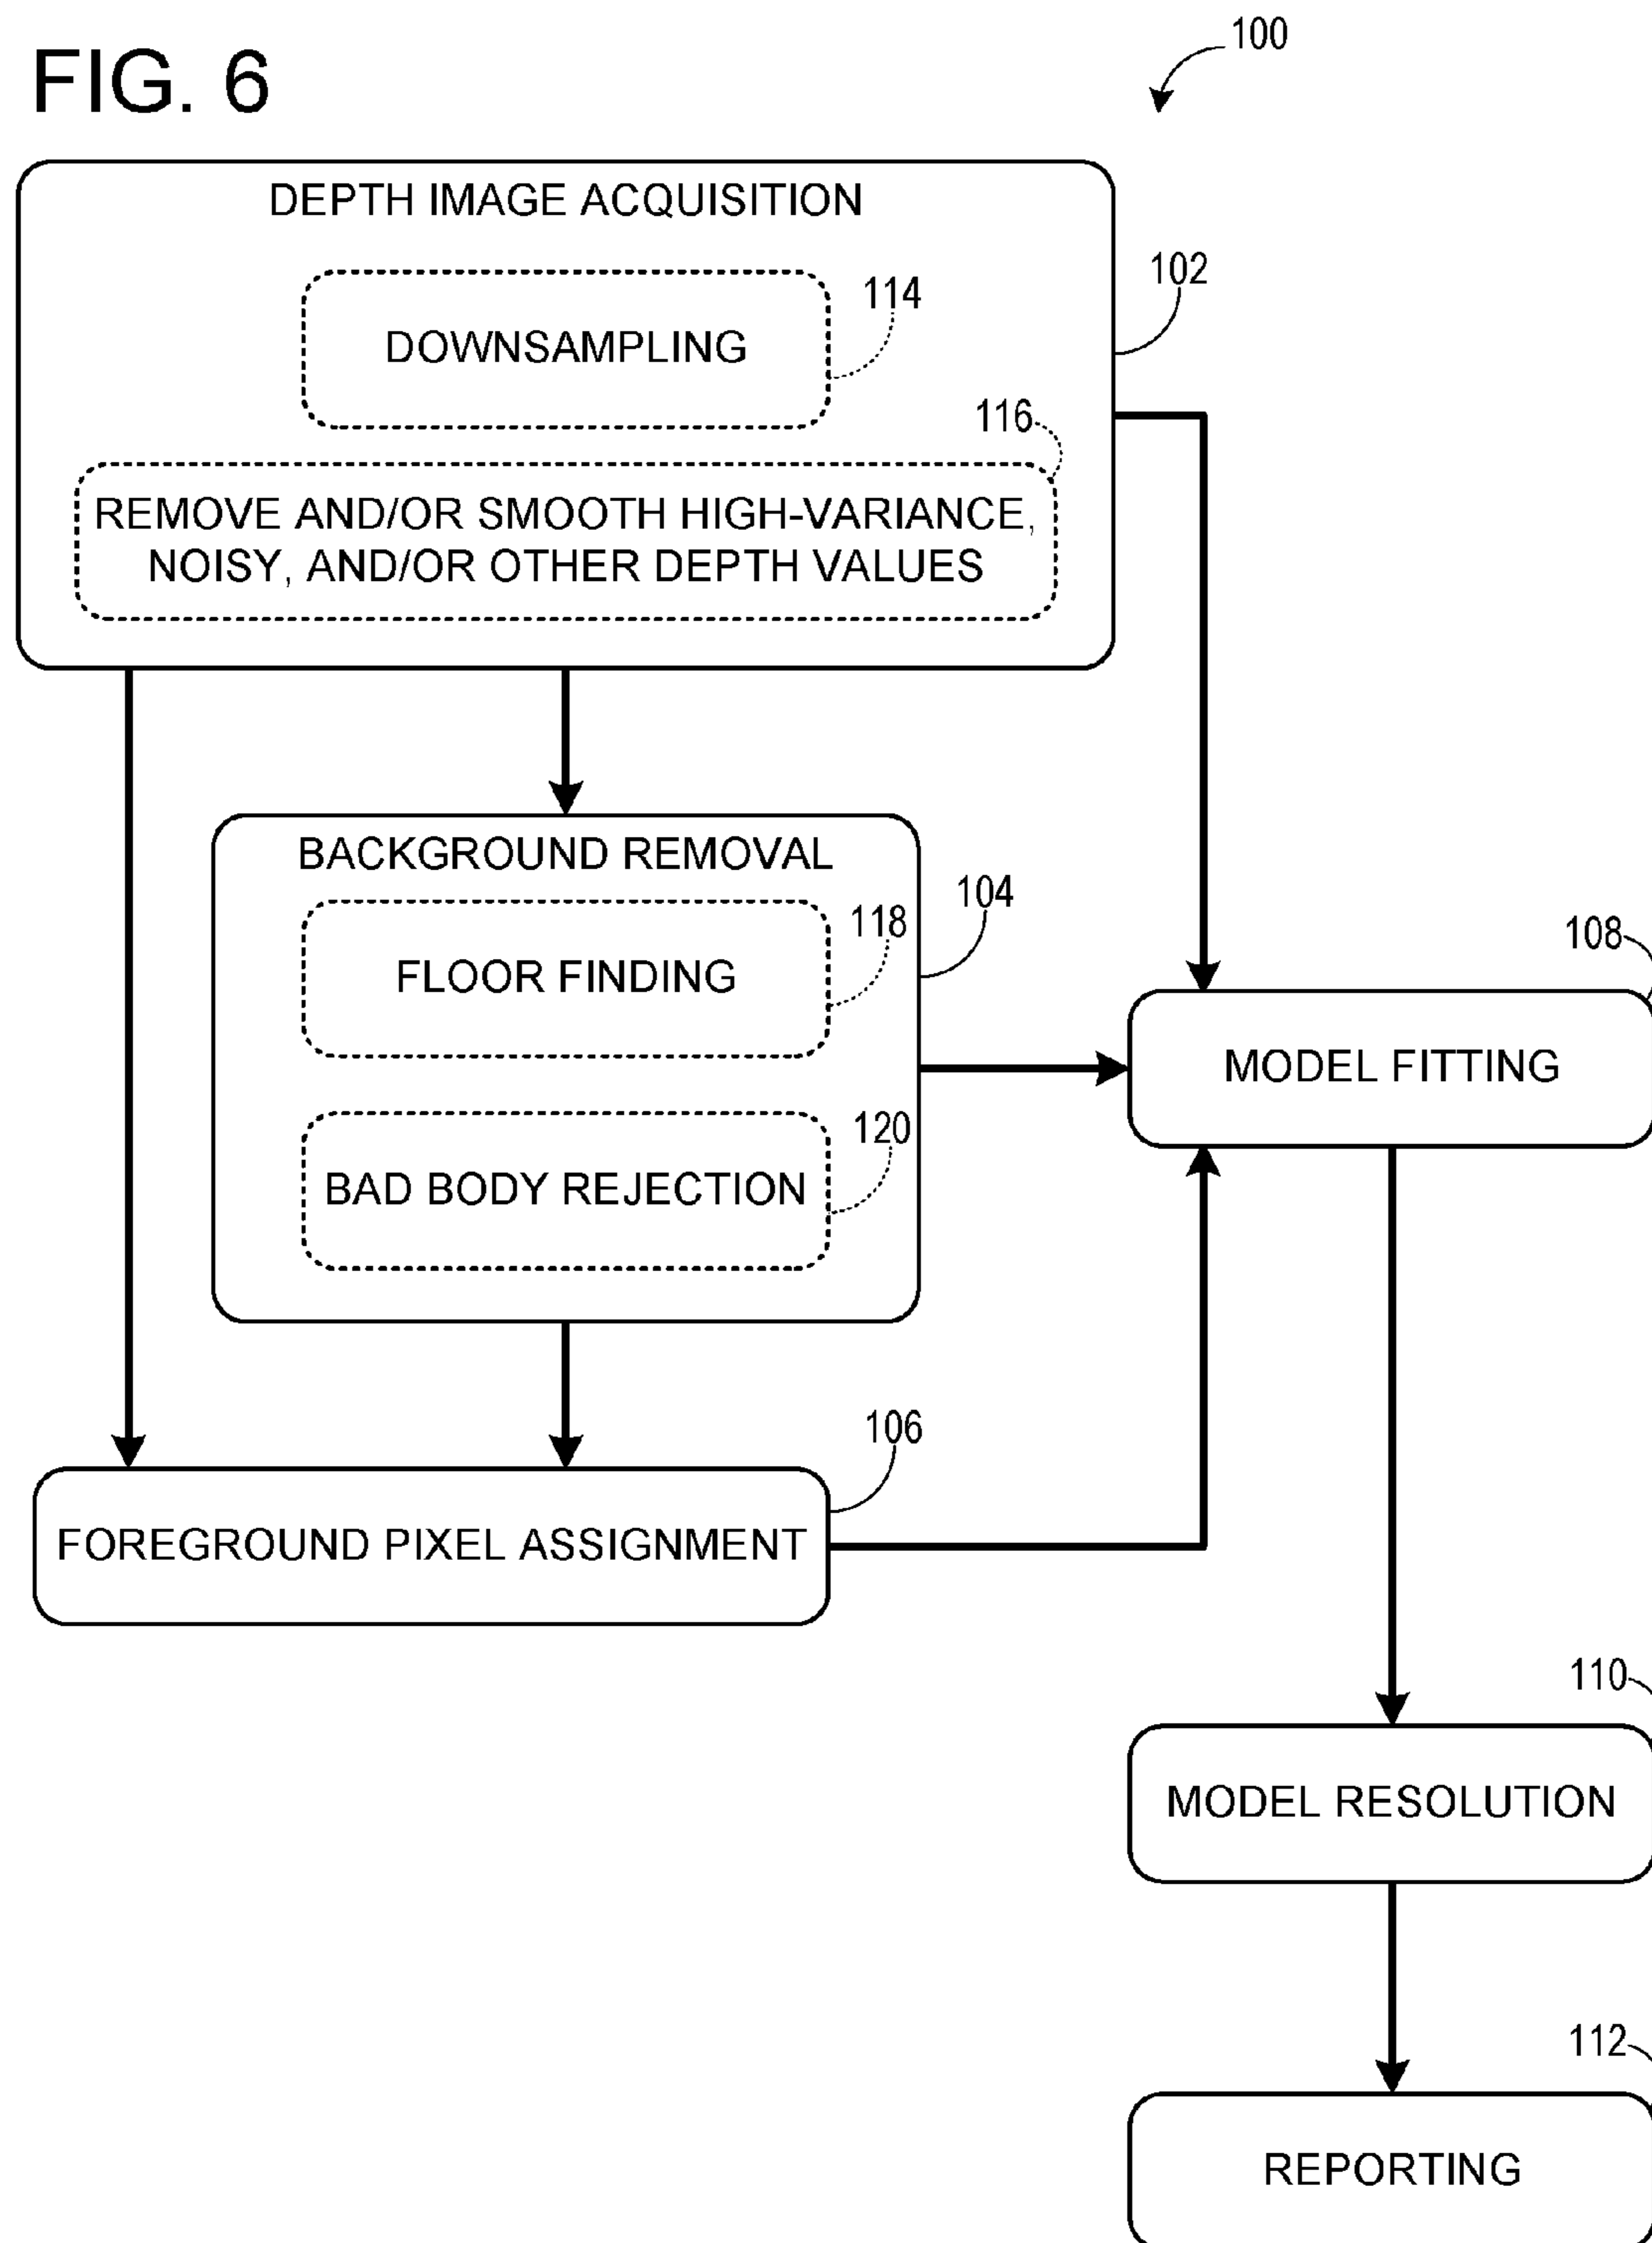 FIG. 6
100
DEPTH IMAGE ACQUISITION
102
DOWNSAMPLING
114
116
REMOVE AND/OR SMOOTH HIGH-VARIANCE,
NOISY, AND/OR OTHER DEPTH VALUES
BACKGROUND REMOVAL
104
118
FLOOR FINDING
108
MODEL FITTING
120
BAD BODY REJECTION
106
FOREGROUND PIXEL ASSIGNMENT
110
MODEL RESOLUTION
112
REPORTING